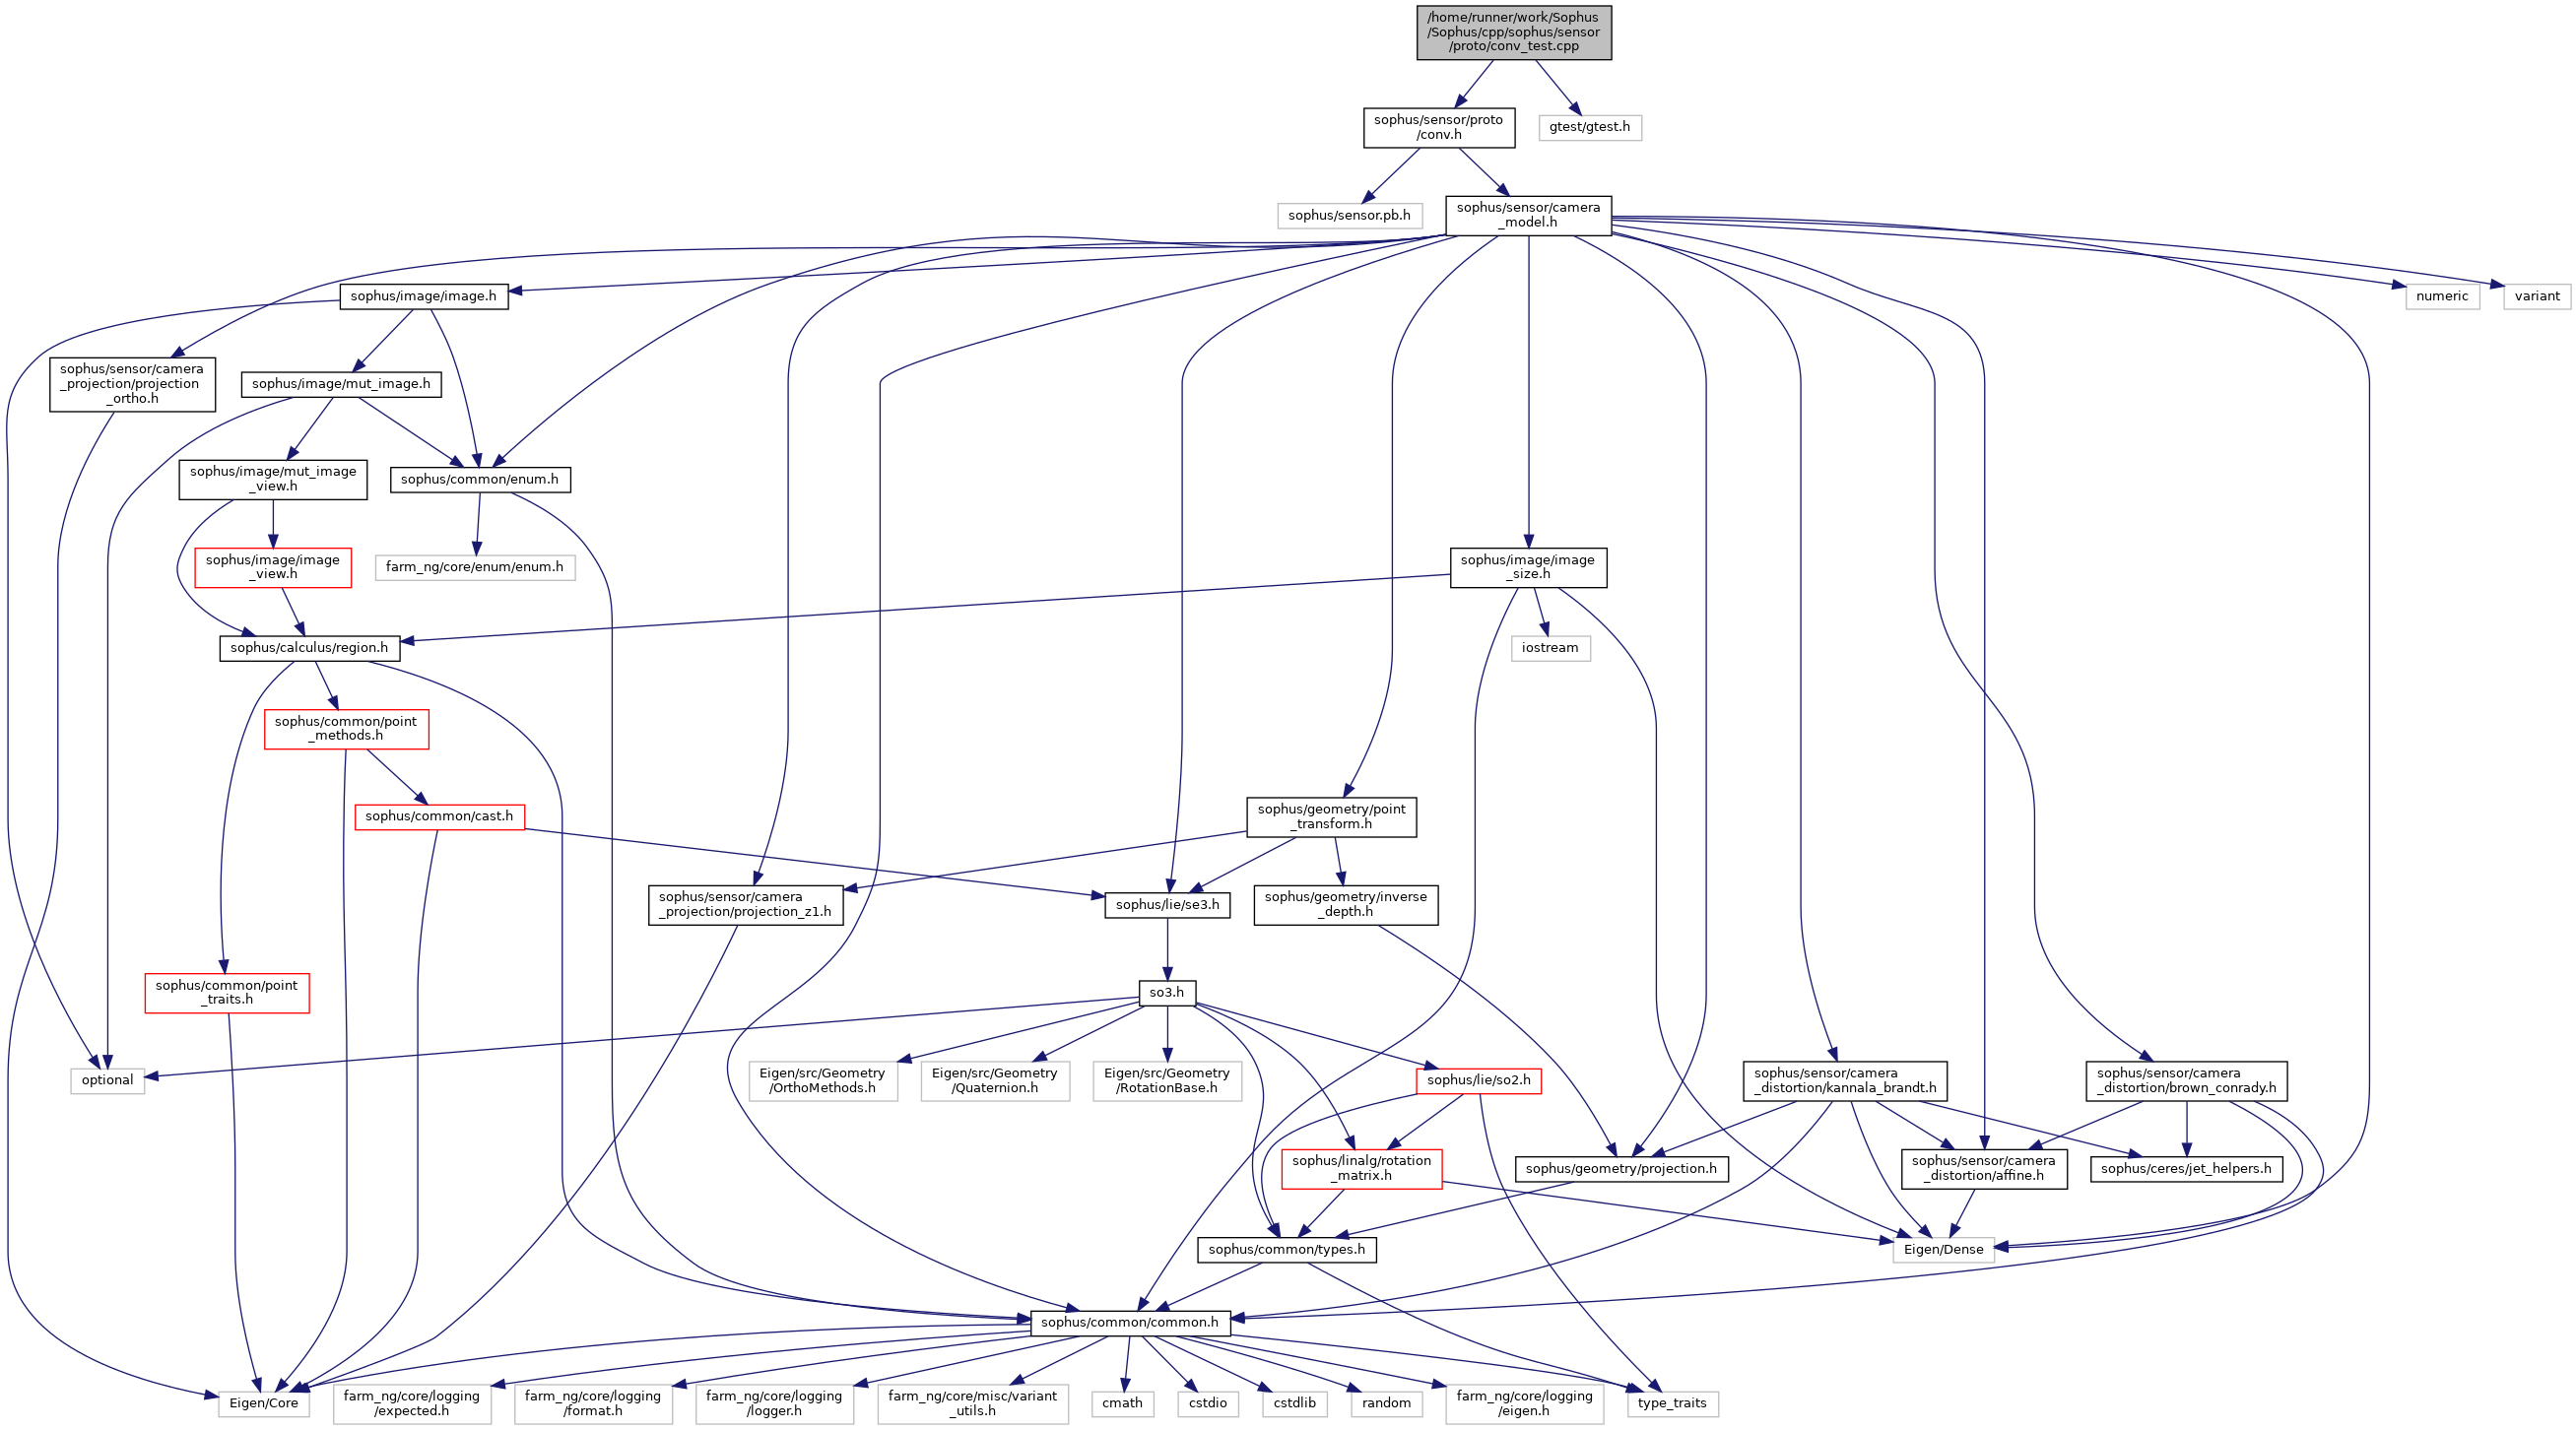 /home/runner/work/Sophus
/Sophus/cpp/sophus/sensor
/proto/conv_test.cpp
sophus/sensor/proto
/conv.h
gtest/gtest.h
sophus/sensor.pb.h
sophus/sensor/camera
_model.h
sophus/image/image.h
numeric
variant
sophus/sensor/camera
_projection/projection
_ortho.h
sophus/image/mut_image.h
sophus/image/mut_image
_view.h
sophus/common/enum.h
sophus/image/image
_view.h
farm_ng/core/enum/enum.h
sophus/image/image
_size.h
sophus/calculus/region.h
iostream
sophus/common/point
_methods.h
sophus/common/cast.h
sophus/geometry/point
_transform.h
sophus/sensor/camera
_projection/projection_z1.h
sophus/lie/se3.h
sophus/geometry/inverse
_depth.h
sophus/common/point
_traits.h
so3.h
optional
Eigen/src/Geometry
/OrthoMethods.h
Eigen/src/Geometry
/Quaternion.h
Eigen/src/Geometry
/RotationBase.h
sophus/lie/so2.h
sophus/sensor/camera
_distortion/kannala_brandt.h
sophus/sensor/camera
_distortion/brown_conrady.h
sophus/linalg/rotation
_matrix.h
sophus/geometry/projection.h
sophus/sensor/camera
_distortion/affine.h
sophus/ceres/jet_helpers.h
sophus/common/types.h
Eigen/Dense
sophus/common/common.h
Eigen/Core
farm_ng/core/logging
/expected.h
farm_ng/core/logging
/format.h
farm_ng/core/logging
/logger.h
farm_ng/core/misc/variant
_utils.h
cmath
cstdio
cstdlib
random
farm_ng/core/logging
/eigen.h
type_traits